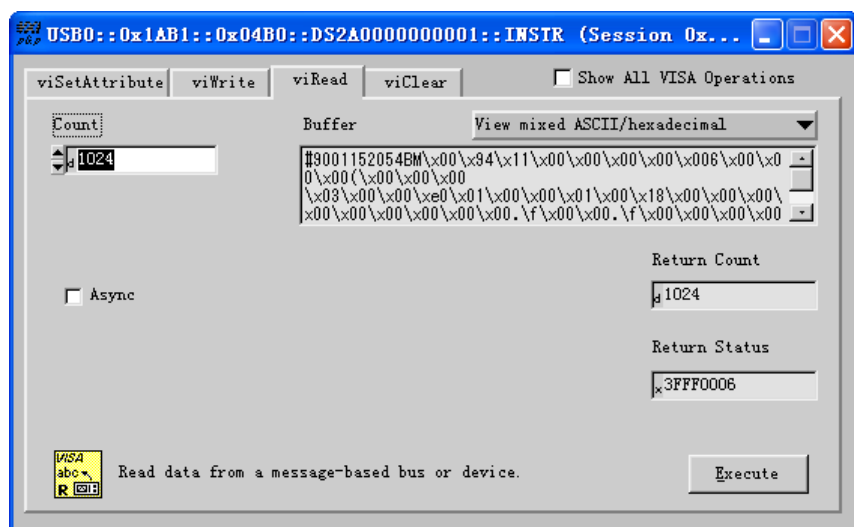 USB0::0x1AB1::0x04B0::DS2A0000000001::INSTR (Session 0x...
viSetAttribute viWrite viRead viClear Show All VISA Operations
Count Buffer View mixed ASCII/hexadecimal
d 1024
#9001152054BM\x00\x94\x11\x00\x00\x00\x00\x006\x00\x0
0\x00(\x00\x00\x00
\x03\x00\x00\xe0\x01\x00\x00\x01\x00\x18\x00\x00\x00\
x00\x00\x00\x00\x00\x00.\f\x00\x00.\f\x00\x00\x00\x00
Return Count
Async
d 1024
Return Status
x 3FFF0006
VISA
abc
R
Read data from a message-based bus or device.
Execute